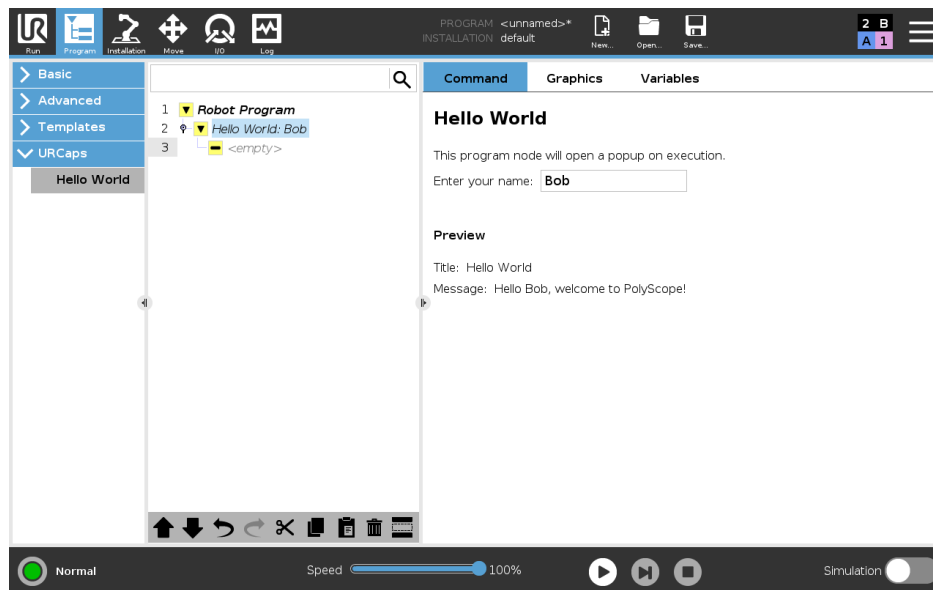 PROGRAM <unnamed>*
INSTALLATION default
2 B
A 1
Run
Program
Installation
Move
I/O
Log
New...
Open...
Save...
Basic
Advanced
Templates
URCaps
Hello World
1 Robot Program
2 Hello World: Bob
3 <empty>
Command Graphics Variables
Hello World
This program node will open a popup on execution.
Enter your name: Bob
Preview
Title: Hello World
Message: Hello Bob, welcome to PolyScope!
Normal
Speed 100%
Simulation